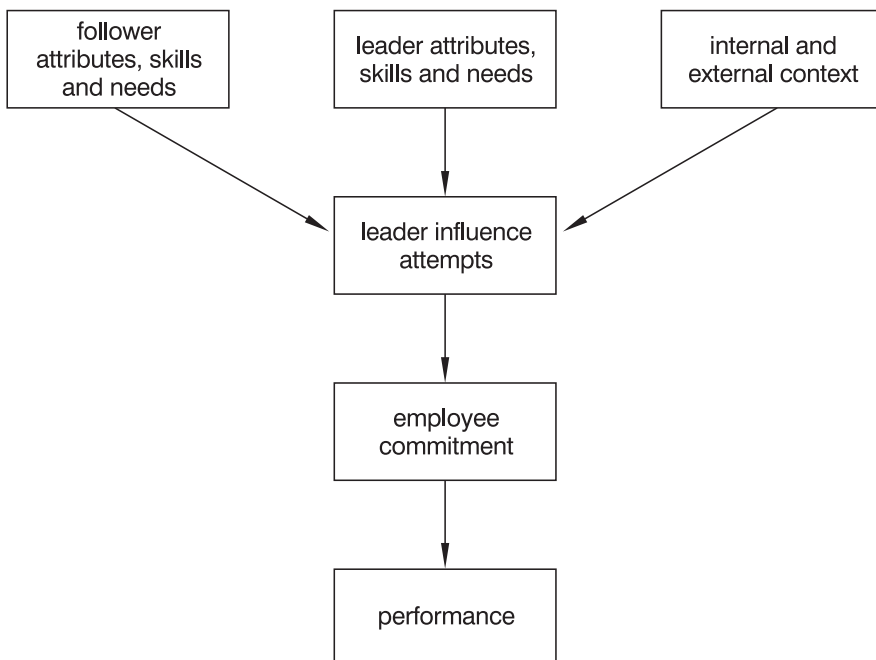 follower
attributes, skills
and needs
leader attributes,
skills and needs
internal and
external context
leader influence
attempts
employee
commitment
performance